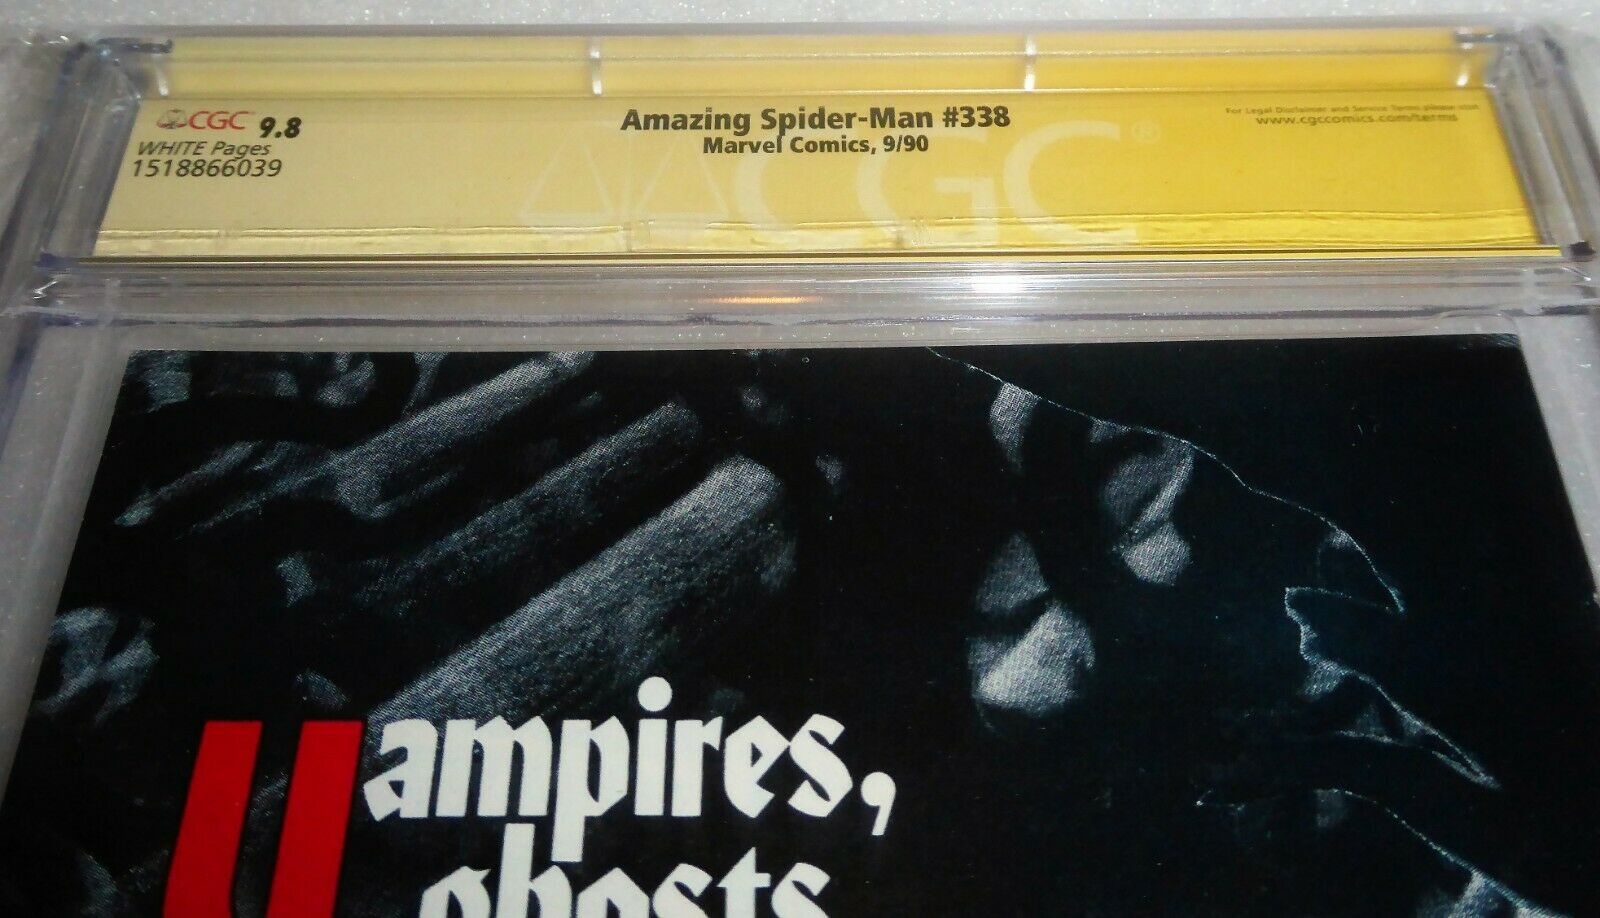 CGC 9.8
WHITE Pages
1518866039
Amazing Spider-Man #338
Marvel Comics, 9/90
For Legal Disclaimer and Service Terms please visit
www.cgccomics.com/terms
CGC®
Vampires,
ghosts